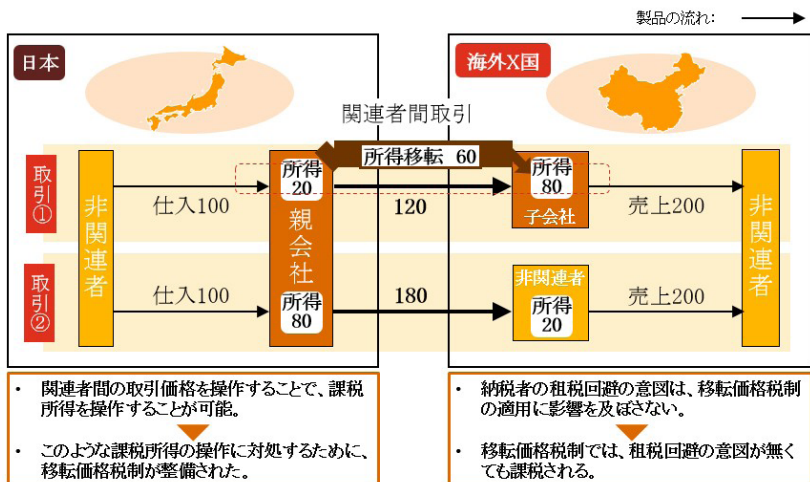 製品の流れ:
日本
海外X国
関連者間取引
所得移転 60
取引①
非関連者
仕入100
所得
20
親会社
120
所得
80
子会社
売上200
非関連者
取引②
仕入100
所得
80
180
非関連者
所得
20
売上200
・ 関連者間の取引価格を操作することで、課税
所得を操作することが可能。
・ このような課税所得の操作に対処するために、
移転価格税制が整備された。
・ 納税者の租税回避の意図は、移転価格税制
の適用に影響を及ぼさない。
・ 移転価格税制では、租税回避の意図が無く
ても課税される。